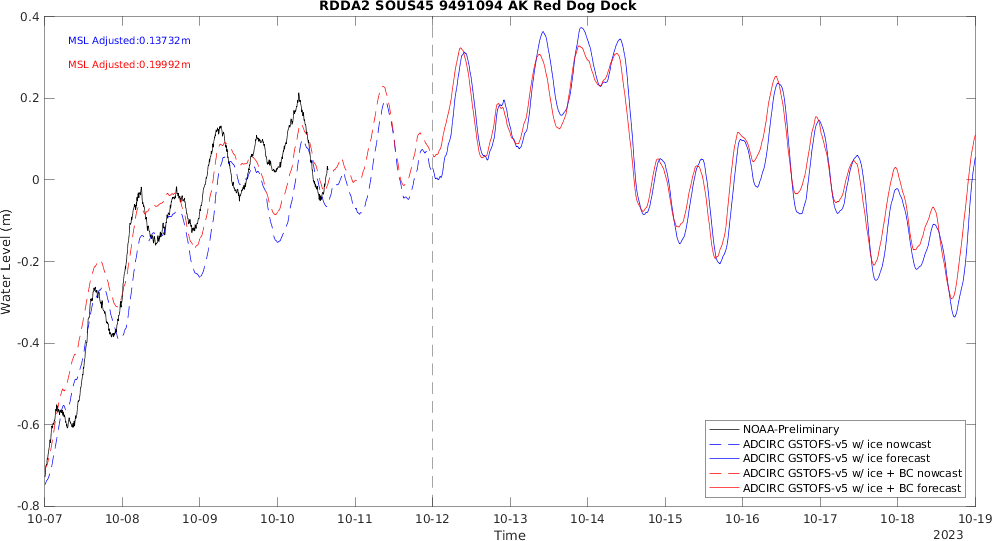 RDDA2 SOUS45 9491094 AK Red Dog Dock
MSL Adjusted:0.13732m
MSL Adjusted:0.19992m
Water Level (m)
0.4
0.2
0
-0.2
-0.4
-0.6
-0.8
NOAA-Preliminary
ADCIRC GSTOFS-v5 w/ ice nowcast
ADCIRC GSTOFS-v5 w/ ice forecast
ADCIRC GSTOFS-v5 w/ ice + BC nowcast
ADCIRC GSTOFS-v5 w/ ice + BC forecast
10-07 10-08 10-09 10-10 10-11 10-12 10-13 10-14 10-15 10-16 10-17 10-18 10-19
Time
2023